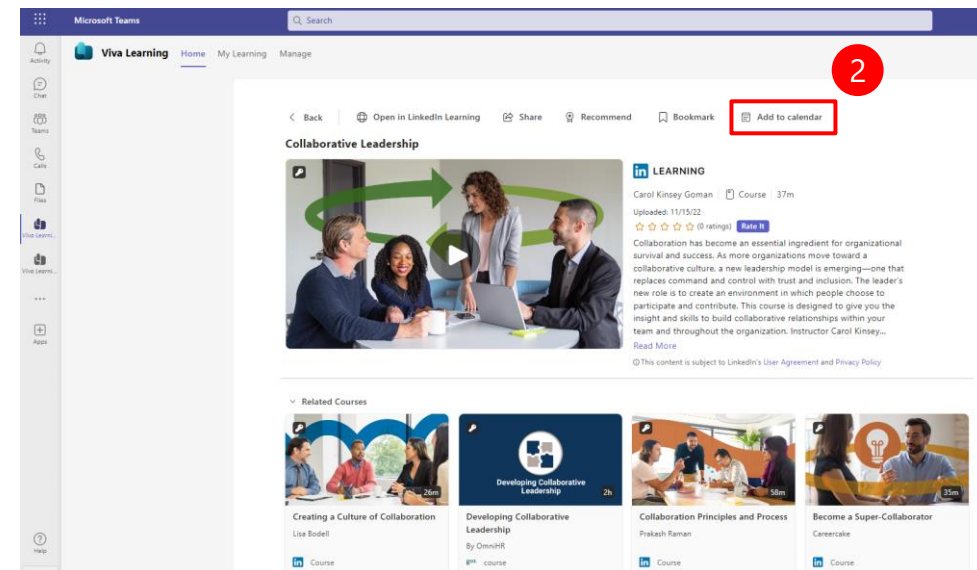 Microsoft Teams
Search
Activity
Chat
Teams
Calls
Files
Viva Learni...
Viva Learni...
Apps
Help
Viva Learning Home My Learning Manage
2
< Back Open in LinkedIn Learning Share Recommend Bookmark Add to calendar
Collaborative Leadership
in LEARNING
Carol Kinsey Goman Course 37m
Uploaded: 11/15/22
(0 ratings) Rate It
Collaboration has become an essential ingredient for organizational
survival and success. As more organizations move toward a
collaborative culture, a new leadership model is emerging—one that
replaces command and control with trust and inclusion. The leader's
new role is to create an environment in which people choose to
participate and contribute. This course is designed to give you the
insight and skills to build collaborative relationships within your
team and throughout the organization. Instructor Carol Kinsey...
Read More
This content is subject to LinkedIn's User Agreement and Privacy Policy
Related Courses
26m
Creating a Culture of Collaboration
Lisa Bodell
in Course
Developing Collaborative
Leadership
2h
Developing Collaborative
Leadership
By OmniHR
course
58m
Collaboration Principles and Process
Prakash Raman
in Course
35m
Become a Super-Collaborator
Careercake
in Course